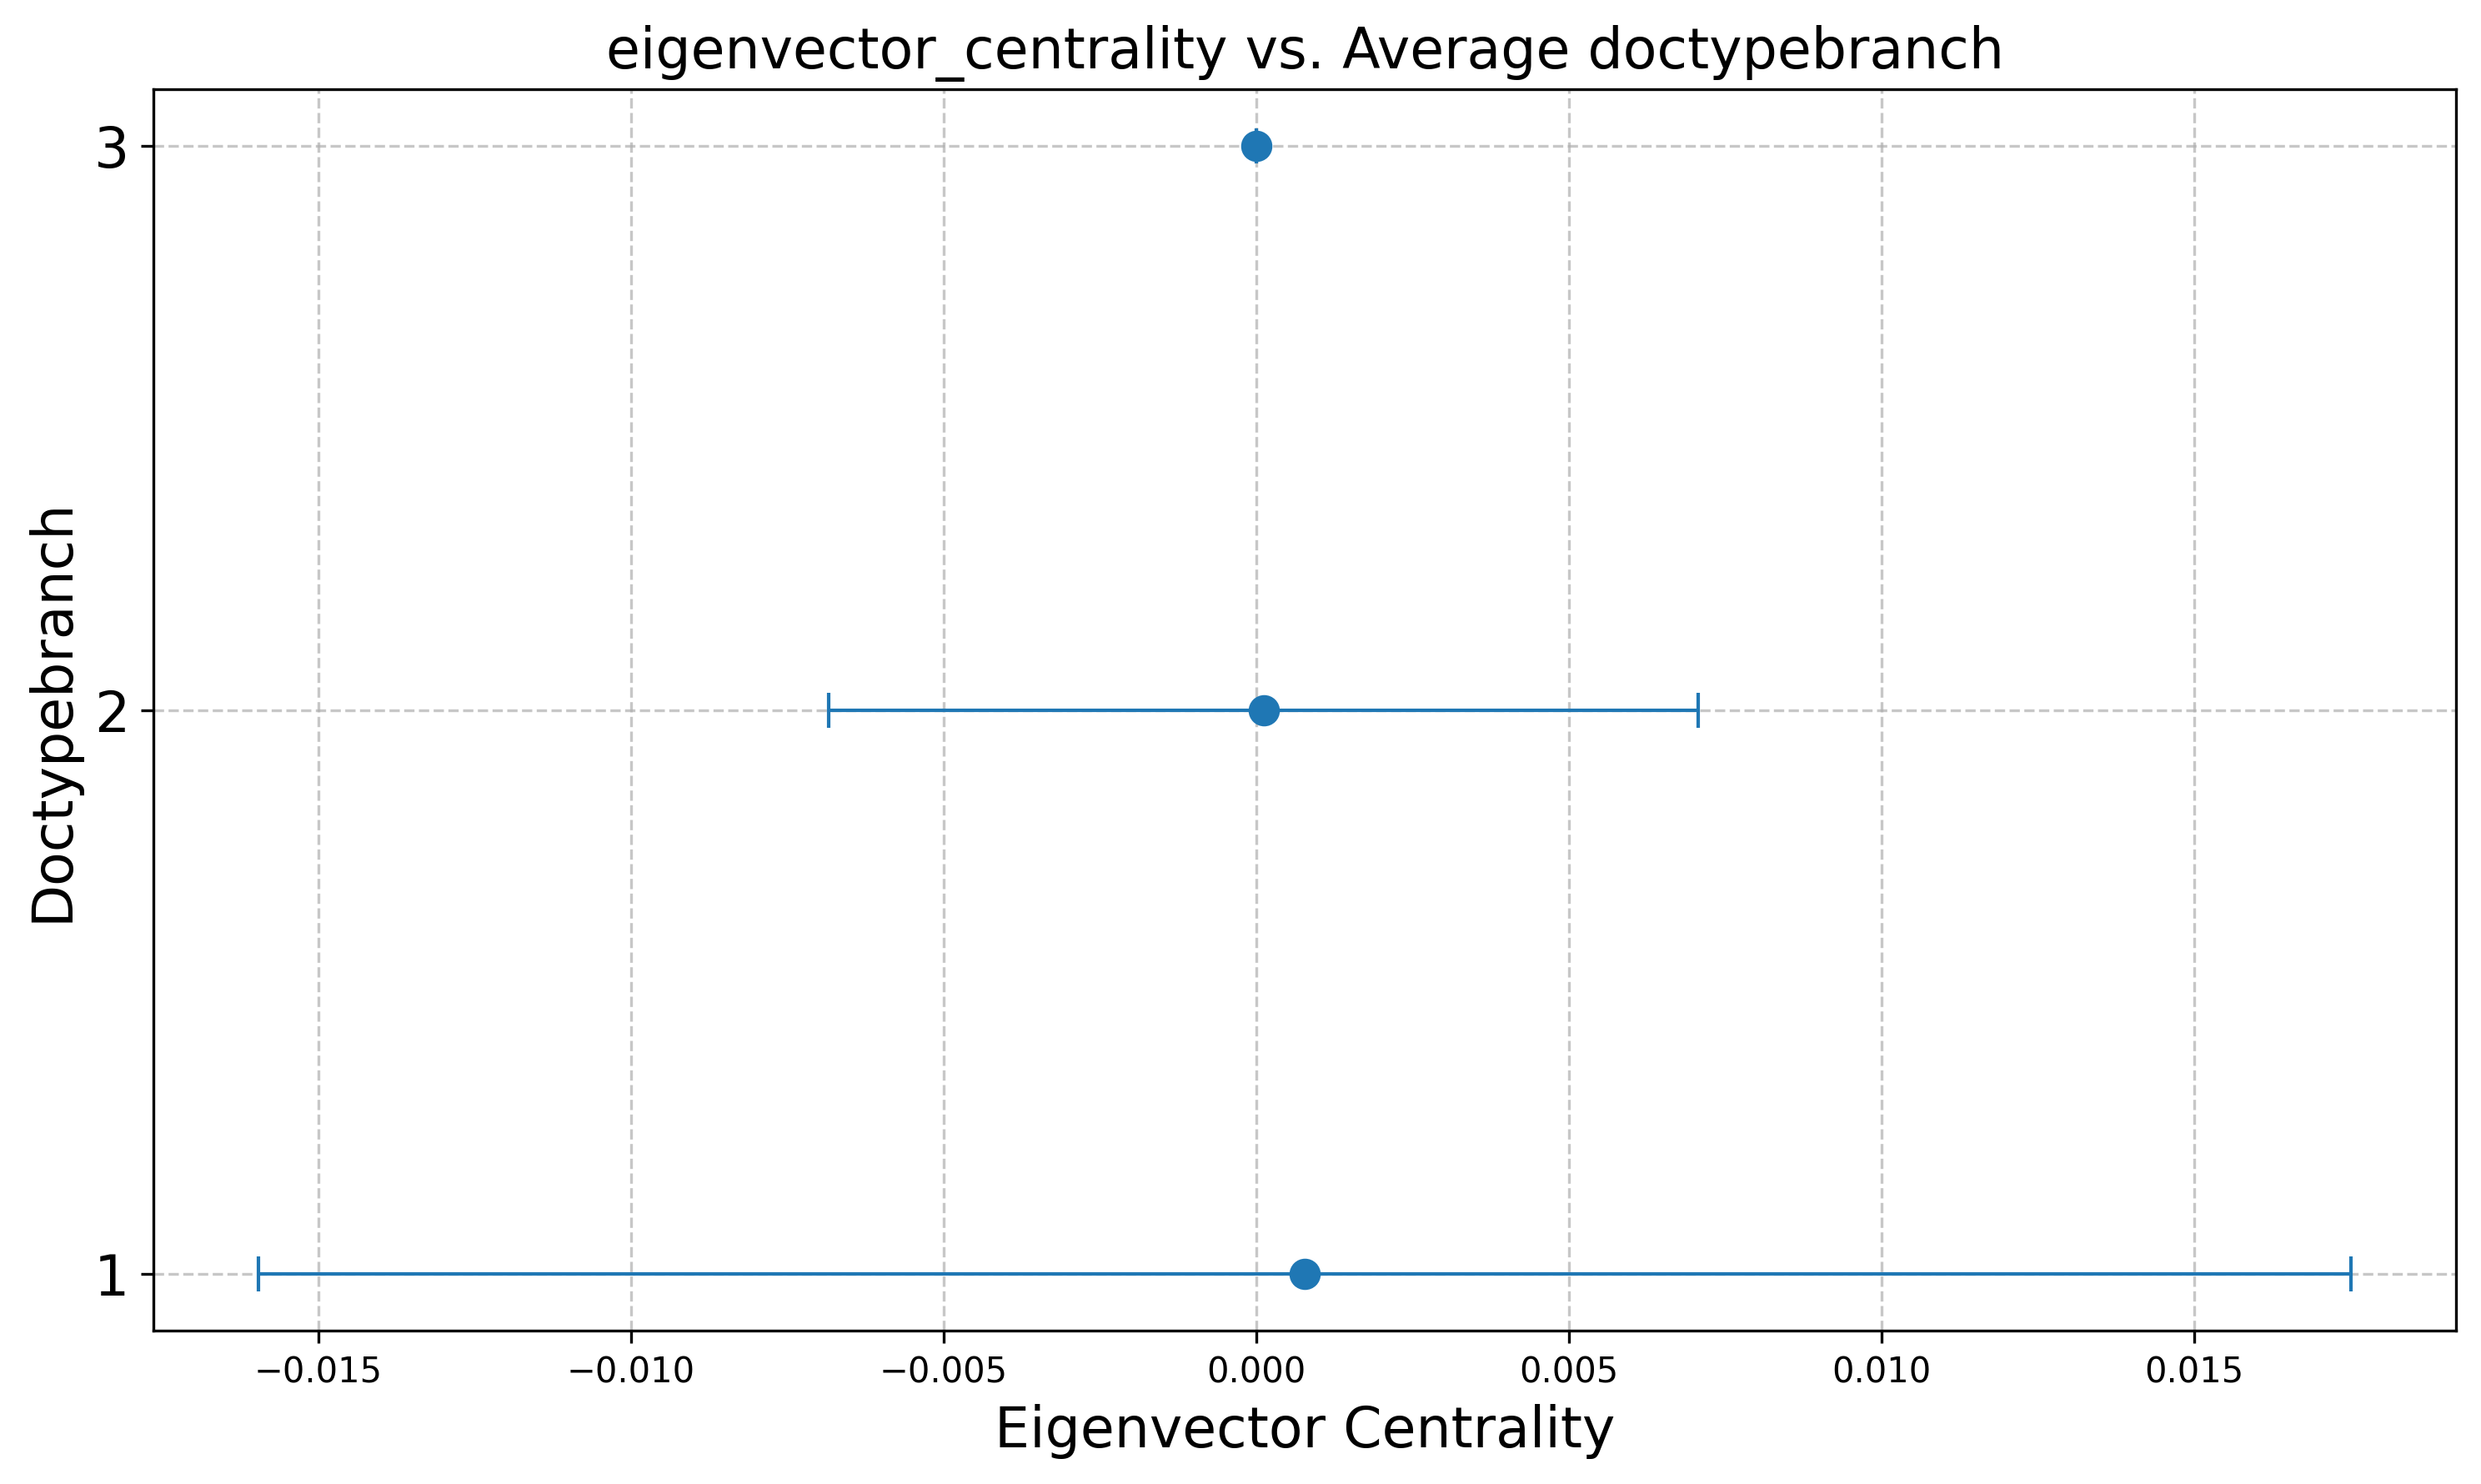 eigenvector_centrality vs. Average doctypebranch
3
2
1
Doctypebranch
−0.015 −0.010 −0.005 0.000 0.005 0.010 0.015
Eigenvector Centrality